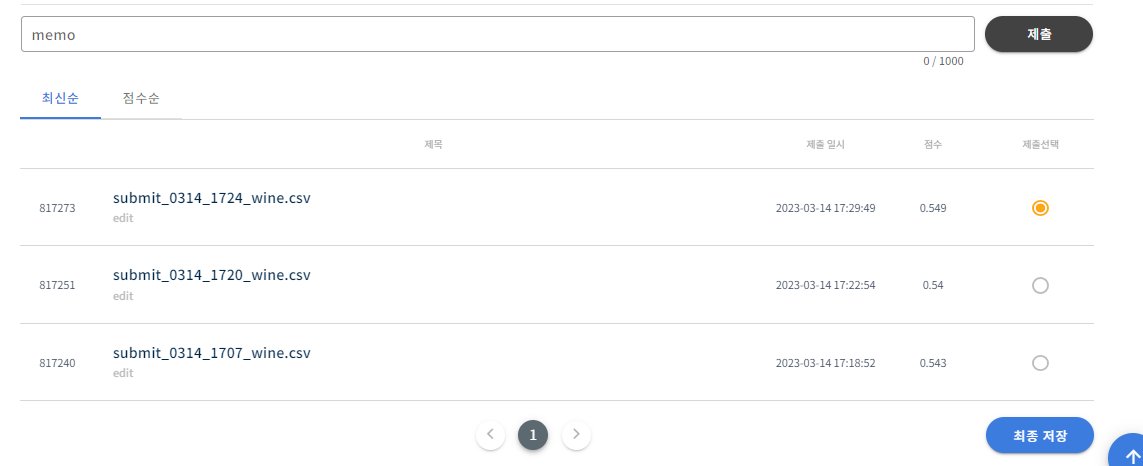 memo
제출
0 / 1000
최신순 점수순
제목 제출 일시 점수 제출선택
817273 submit_0314_1724_wine.csv 2023-03-14 17:29:49 0.549
edit
817251 submit_0314_1720_wine.csv 2023-03-14 17:22:54 0.54
edit
817240 submit_0314_1707_wine.csv 2023-03-14 17:18:52 0.543
edit
1
최종 저장